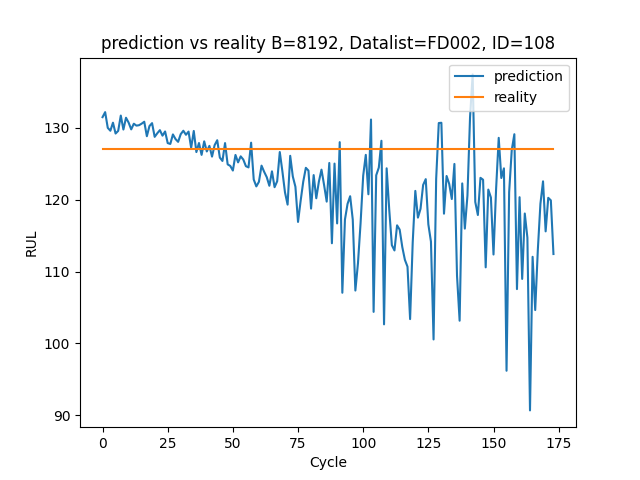 prediction vs reality B=8192, Datalist=FD002, ID=108
prediction
reality
RUL
130
120
110
100
90
0 25 50 75 100 125 150 175
Cycle